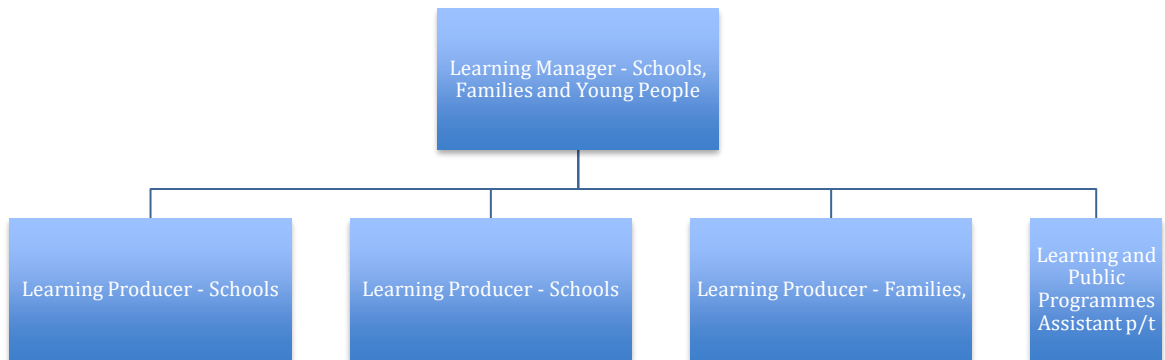 Learning Manager - Schools,
Families and Young People
Learning Producer - Schools
Learning Producer - Schools
Learning Producer - Families,
Learning and
Public
Programmes
Assistant p/t